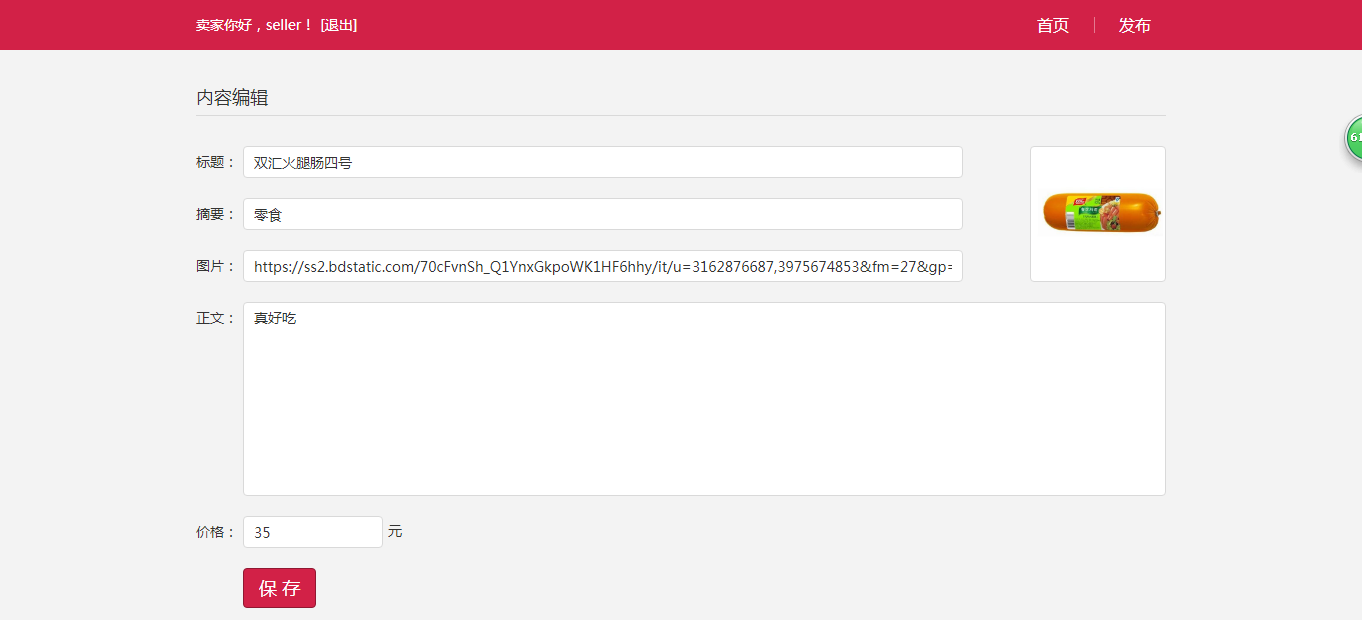 卖家你好，seller！ [退出]
首页 | 发布
内容编辑
标题： 双汇火腿肠四号
摘要： 零食
图片： https://ss2.bdstatic.com/70cFvnSh_Q1YnxGkpoWK1HF6hhy/it/u=3162876687,3975674853&fm=27&gp=
正文： 真好吃
价格： 35 元
保 存
61